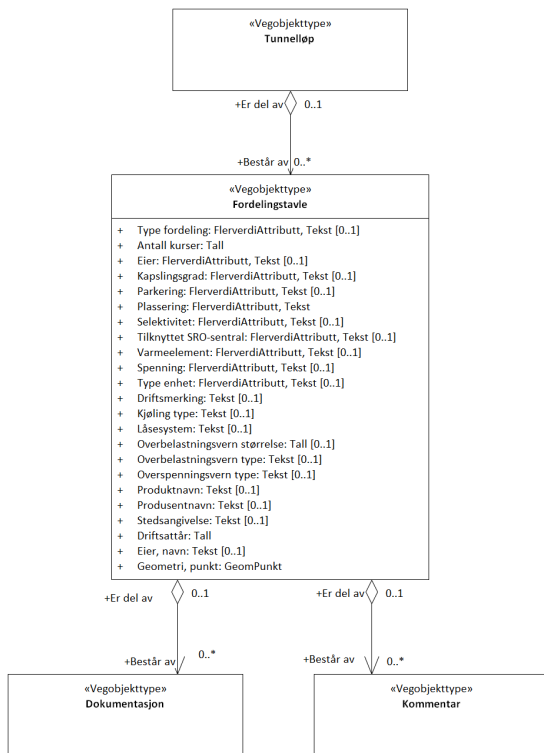 «Vegobjekttype»
Tunnelløp
+Er del av 0..1
+Består av 0..*
«Vegobjekttype»
Fordelingstavle
+ Type fordeling: FlerverdiAttributt, Tekst [0..1]
+ Antall kurser: Tall
+ Eier: FlerverdiAttributt, Tekst [0..1]
+ Kapslingsgrad: FlerverdiAttributt, Tekst [0..1]
+ Parkering: FlerverdiAttributt, Tekst [0..1]
+ Plassering: FlerverdiAttributt, Tekst
+ Selektivitet: FlerverdiAttributt, Tekst [0..1]
+ Tilknyttet SRO-sentral: FlerverdiAttributt, Tekst [0..1]
+ Varmeelement: FlerverdiAttributt, Tekst [0..1]
+ Spenning: FlerverdiAttributt, Tekst [0..1]
+ Type enhet: FlerverdiAttributt, Tekst [0..1]
+ Driftsmerking: Tekst [0..1]
+ Kjøling type: Tekst [0..1]
+ Låsesystem: Tekst [0..1]
+ Overbelastningsvern størrelse: Tall [0..1]
+ Overbelastningsvern type: Tekst [0..1]
+ Overspenningsvern type: Tekst [0..1]
+ Produktnavn: Tekst [0..1]
+ Produsentnavn: Tekst [0..1]
+ Stedsangivelse: Tekst [0..1]
+ Driftsattår: Tall
+ Eier, navn: Tekst [0..1]
+ Geometri, punkt: GeomPunkt
+Er del av 0..1 +Er del av 0..1
+Består av 0..* +Består av 0..*
«Vegobjekttype» «Vegobjekttype»
Dokumentasjon Kommentar